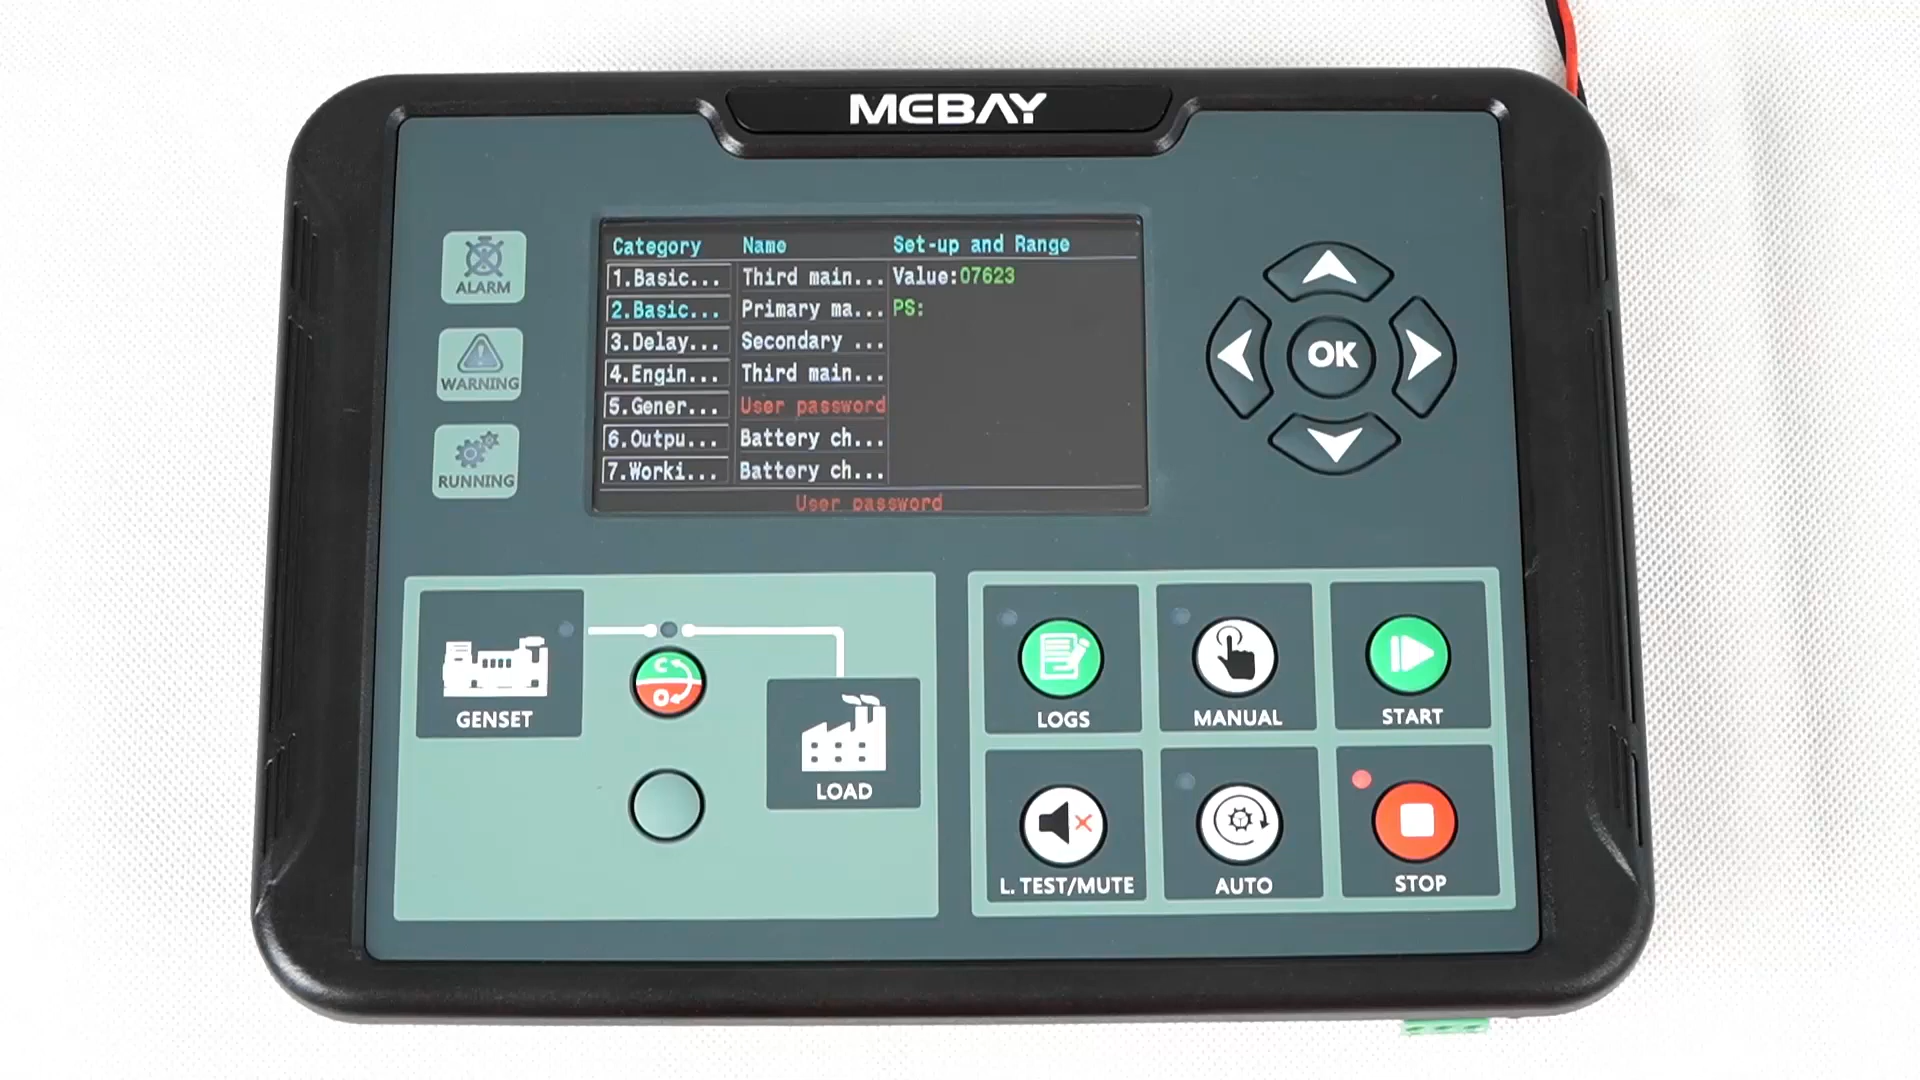 MEBAY
Category Name Set-up and Range
1.Basic... Third main... Value:07623
2.Basic... Primary ma... PS:
3.Delay... Secondary ...
4.Engin... Third main...
5.Gener... User password
6.Outpu... Battery ch...
7.Worki... Battery ch...
User password
ALARM
WARNING
RUNNING
OK
GENSET
C
O
LOAD
LOGS
MANUAL
START
L. TEST/MUTE
AUTO
STOP